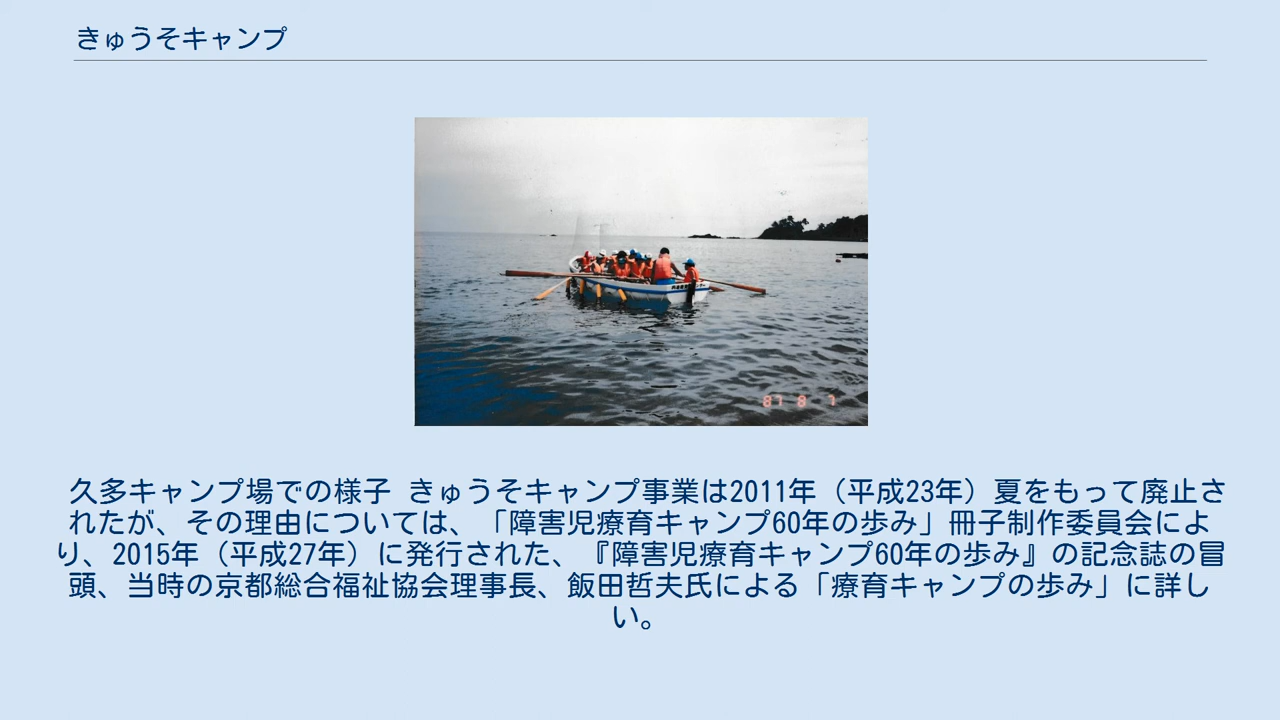 きゅうそキャンプ
87 8 7
久多キャンプ場での様子 きゅうそキャンプ事業は2011年（平成23年）夏をもって廃止さ
れたが、その理由については、「障害児療育キャンプ60年の歩み」冊子制作委員会によ
り、2015年（平成27年）に発行された、『障害児療育キャンプ60年の歩み』の記念誌の冒
頭、当時の京都総合福祉協会理事長、飯田哲夫氏による「療育キャンプの歩み」に詳し
い。